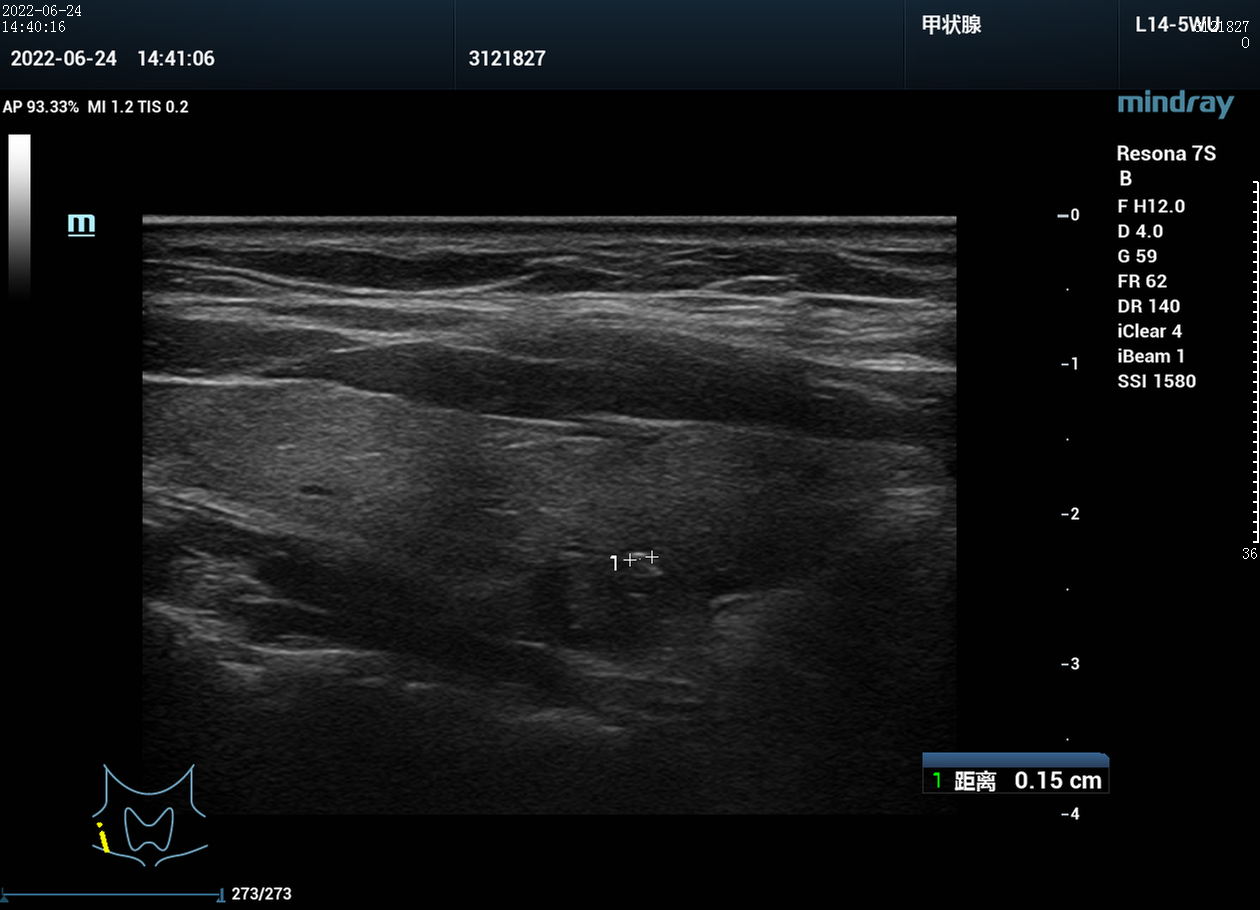 2022-06-24
14:40:16
2022-06-24 14:41:06
3121827
甲状腺
L14-5WU
3121827
0
AP 93.33% MI 1.2 TIS 0.2
mindray
m
Resona 7S
B
F H12.0
D 4.0
G 59
FR 62
DR 140
iClear 4
iBeam 1
SSI 1580
0
-1
-2
-3
-4
36
1
1 距离 0.15 cm
273/273